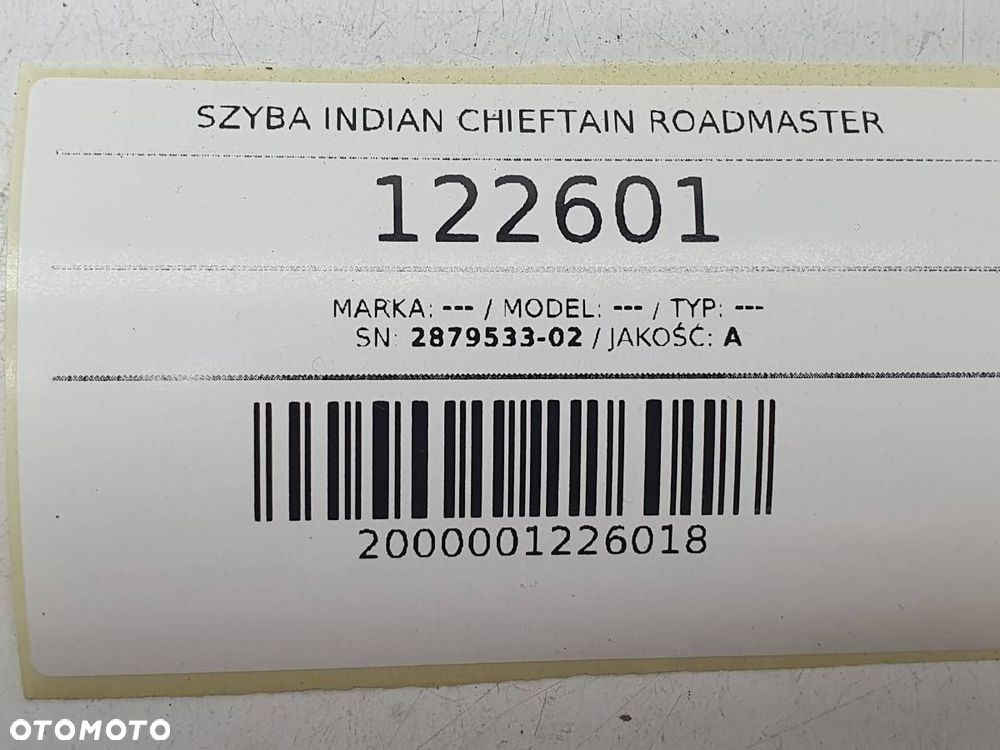 SZYBA INDIAN CHIEFTAIN ROADMASTER
122601
MARKA: --- / MODEL: --- / TYP: ---
SN: 2879533-02 / JAKOŚĆ: A
2000001226018
OTOMOTO